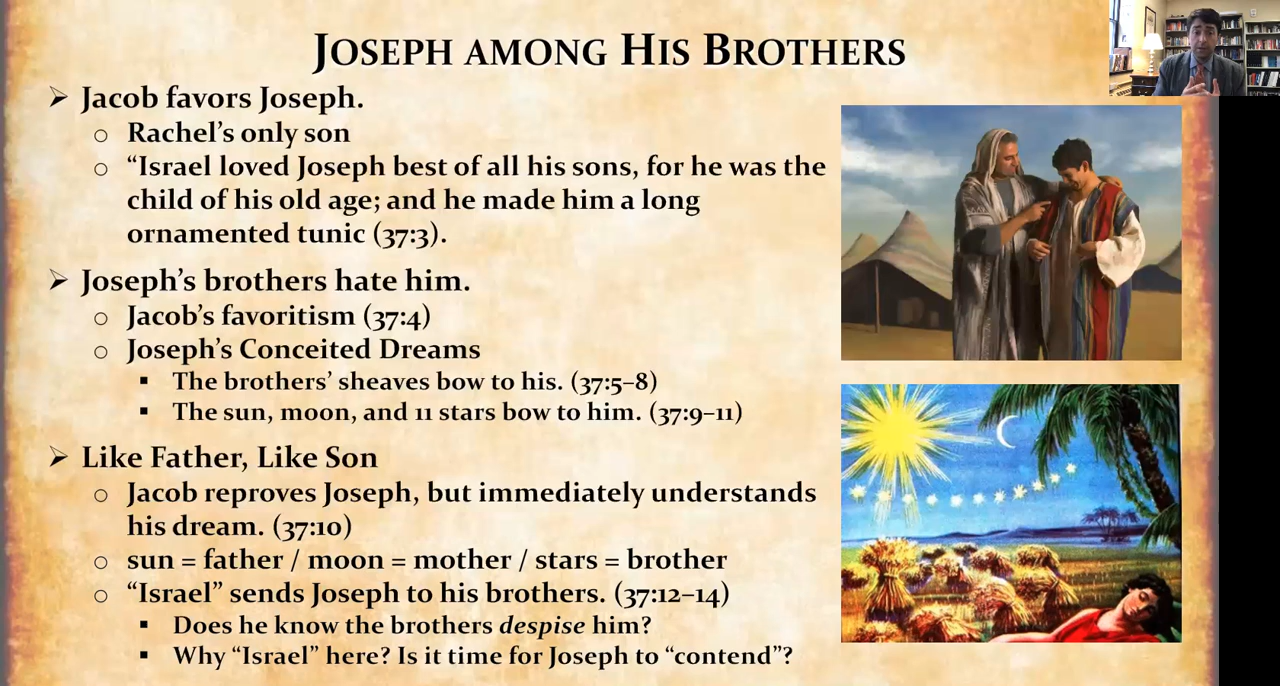 JOSEPH AMONG HIS BROTHERS
➢ Jacob favors Joseph.
○ Rachel's only son
○ “Israel loved Joseph best of all his sons, for he was the
child of his old age; and he made him a long
ornamented tunic (37:3).
➢ Joseph's brothers hate him.
○ Jacob's favoritism (37:4)
○ Joseph's Conceited Dreams
▪ The brothers' sheaves bow to his. (37:5–8)
▪ The sun, moon, and 11 stars bow to him. (37:9–11)
➢ Like Father, Like Son
○ Jacob reproves Joseph, but immediately understands
his dream. (37:10)
○ sun = father / moon = mother / stars = brother
○ “Israel” sends Joseph to his brothers. (37:12–14)
▪ Does he know the brothers despise him?
▪ Why “Israel” here? Is it time for Joseph to “contend”?